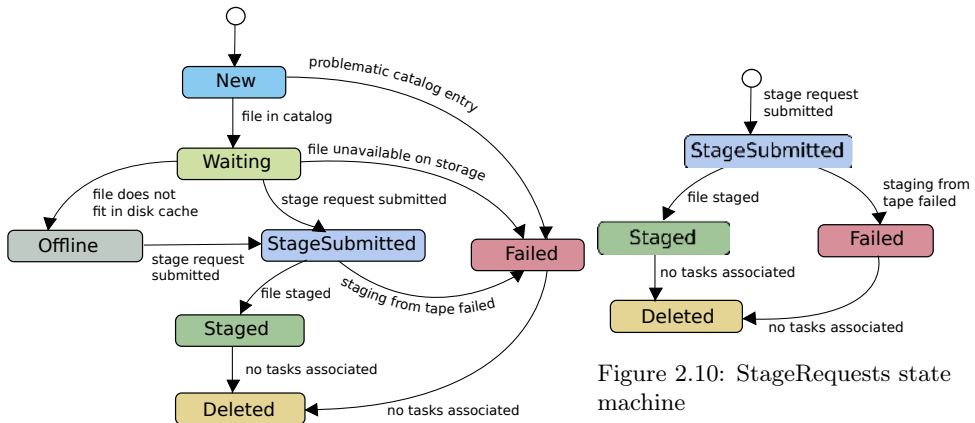 New
problematic catalog entry
file in catalog
Waiting
file unavailable on storage
file does not
fit in disk cache
stage request submitted
Offline
stage request
submitted
StageSubmitted
Failed
file staged
staging from tape failed
Staged
no tasks associated
Deleted
no tasks associated
stage request
submitted
StageSubmitted
file staged
staging from
tape failed
Staged
Failed
no tasks associated
Deleted
no tasks associated
Figure 2.10: StageRequests state
machine